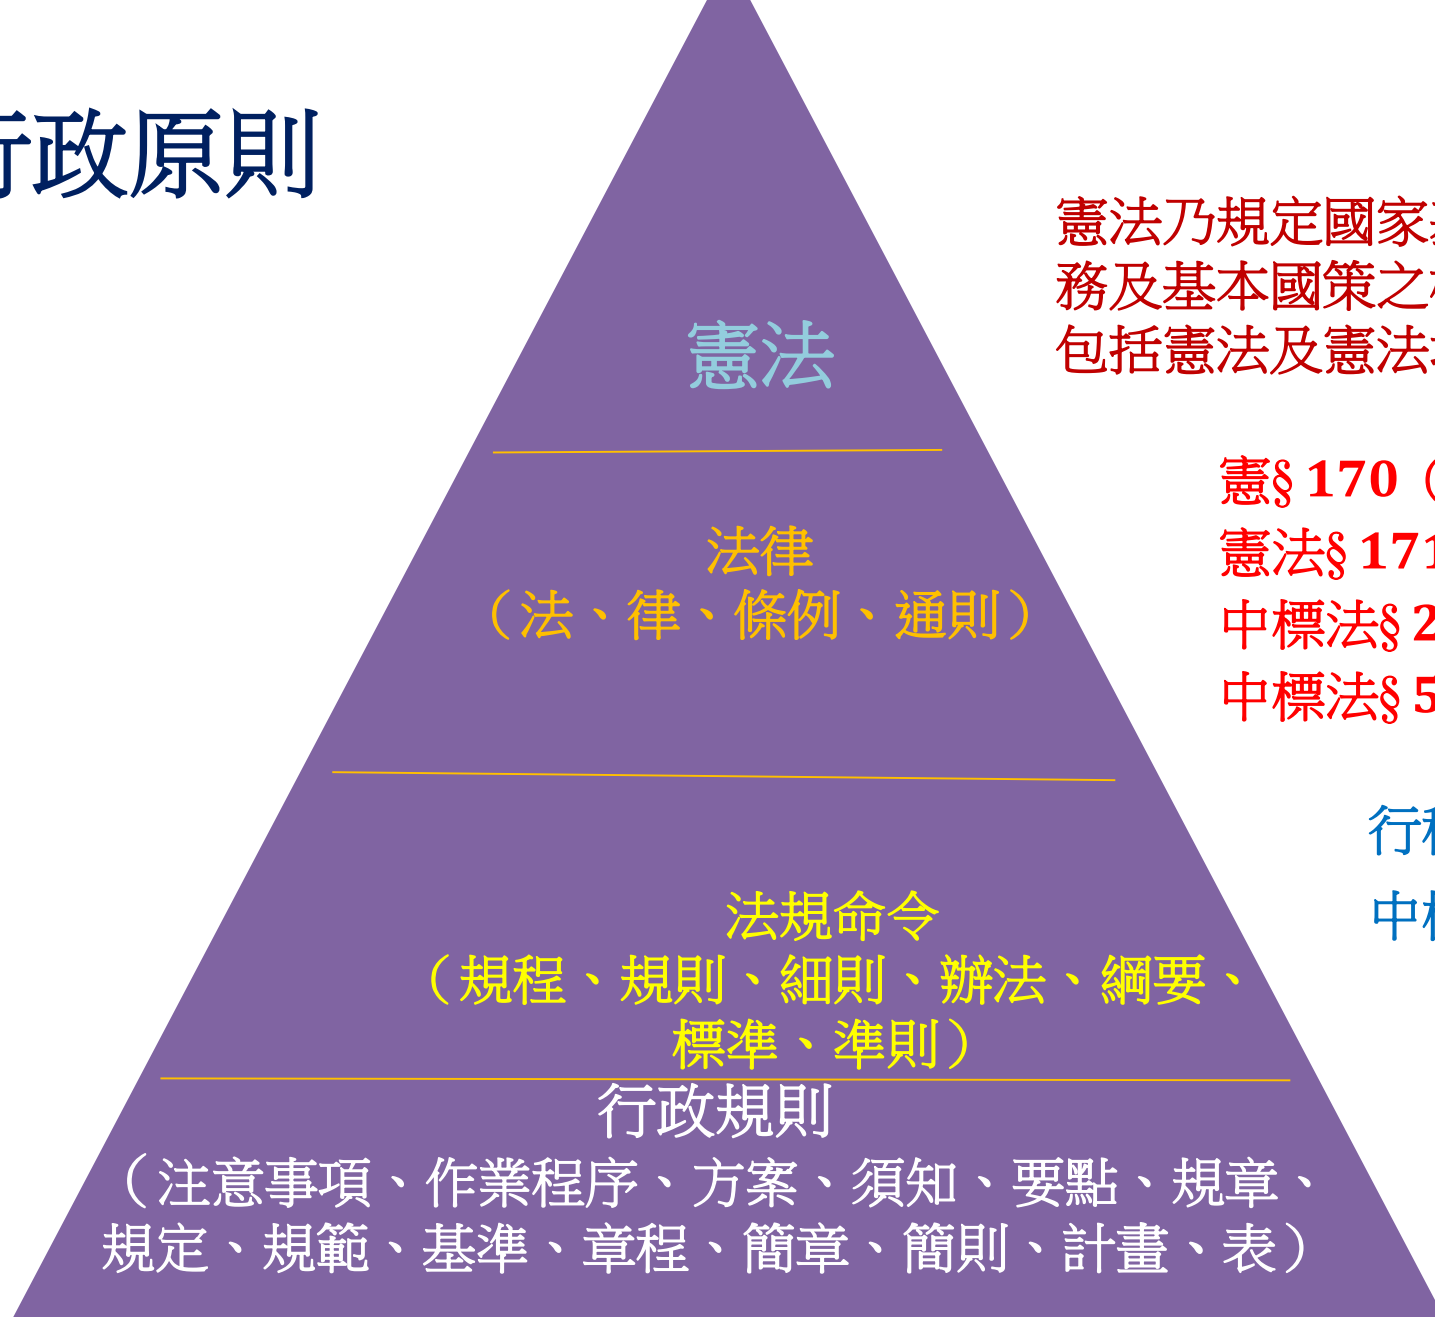 行政原則
憲法乃規定國家
務及基本國策之
包括憲法及憲法
憲法
憲§ 170（
憲法§ 171
中標法§ 2
中標法§ 5
法律
（法、律、條例、通則）
行
中
法規命令
（規程、規則、細則、辦法、綱要、
標準、準則）
行政規則
（注意事項、作業程序、方案、須知、要點、規章、
規定、規範、基準、章程、簡章、簡則、計畫、表）